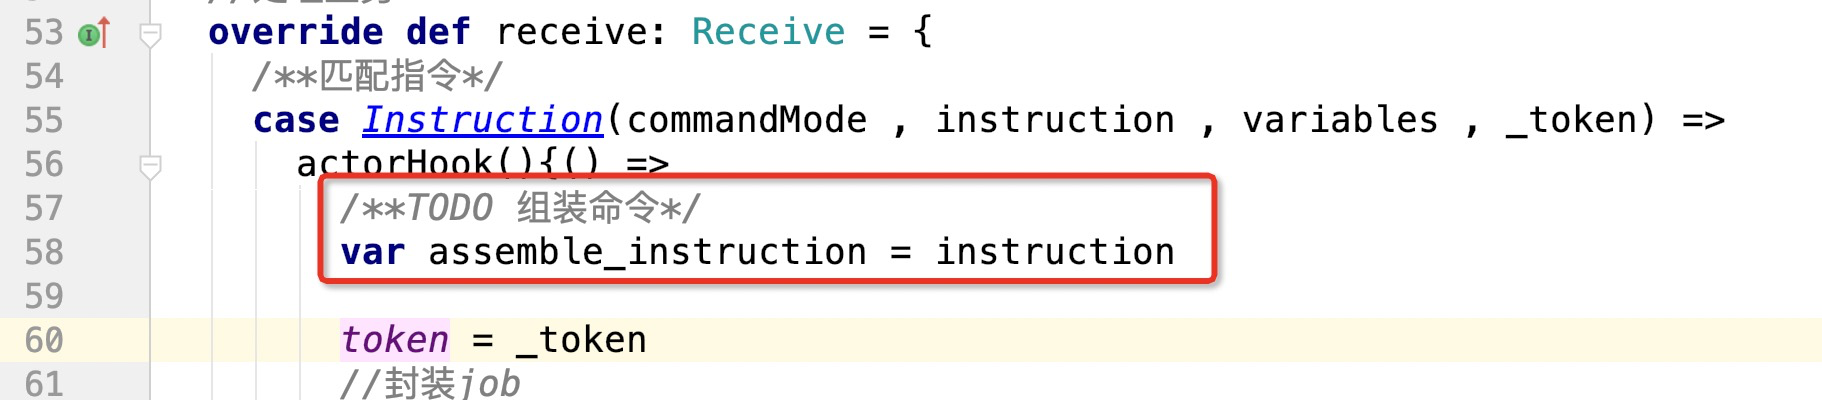 53 override def receive: Receive = {
54 /**匹配指令*/
55 case Instruction(commandMode , instruction , variables , _token) =>
56 actorHook(){() =>
57 /**TODO 组装命令*/
58 var assemble_instruction = instruction
59
60 token = _token
61 //封装job